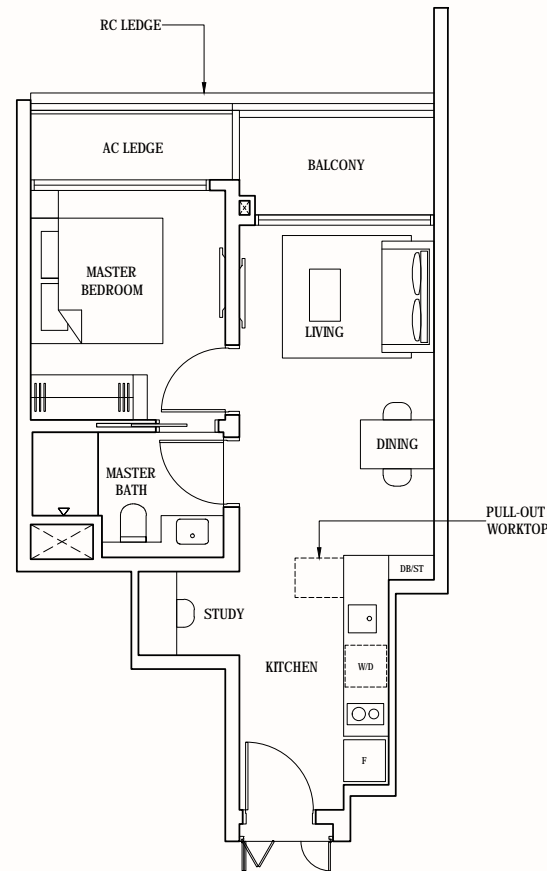 RC LEDGE
AC LEDGE
BALCONY
MASTER
BEDROOM
LIVING
DINING
MASTER
BATH
PULL-OUT
WORKTOP
DB/ST
STUDY
KITCHEN
W/D
F